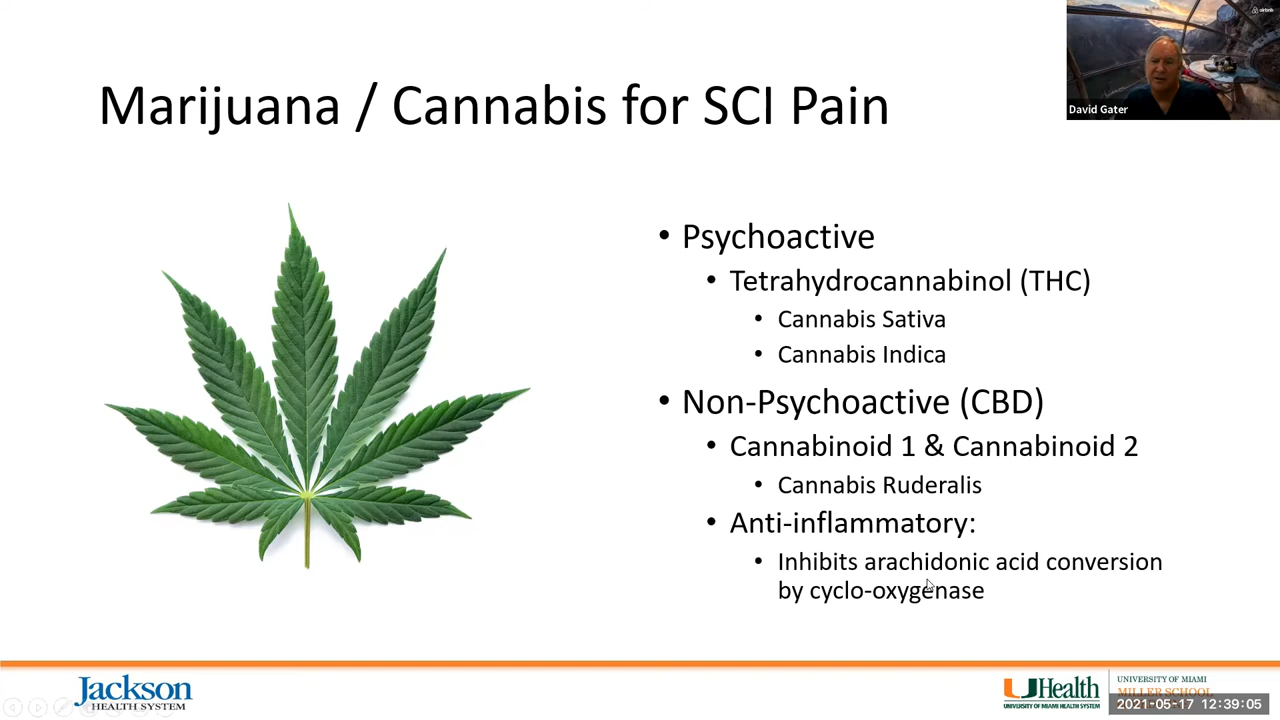 airbnb
David Gater
Marijuana / Cannabis for SCI Pain
• Psychoactive
• Tetrahydrocannabinol (THC)
• Cannabis Sativa
• Cannabis Indica
• Non-Psychoactive (CBD)
• Cannabinoid 1 & Cannabinoid 2
• Cannabis Ruderalis
• Anti-inflammatory:
• Inhibits arachidonic acid conversion
by cyclo-oxygenase
Jackson
HEALTH SYSTEM
UHealth
UNIVERSITY OF MIAMI HEALTH SYSTEM
UNIVERSITY OF MIAMI
MILLER SCHOOL
2021-05-17 12:39:05